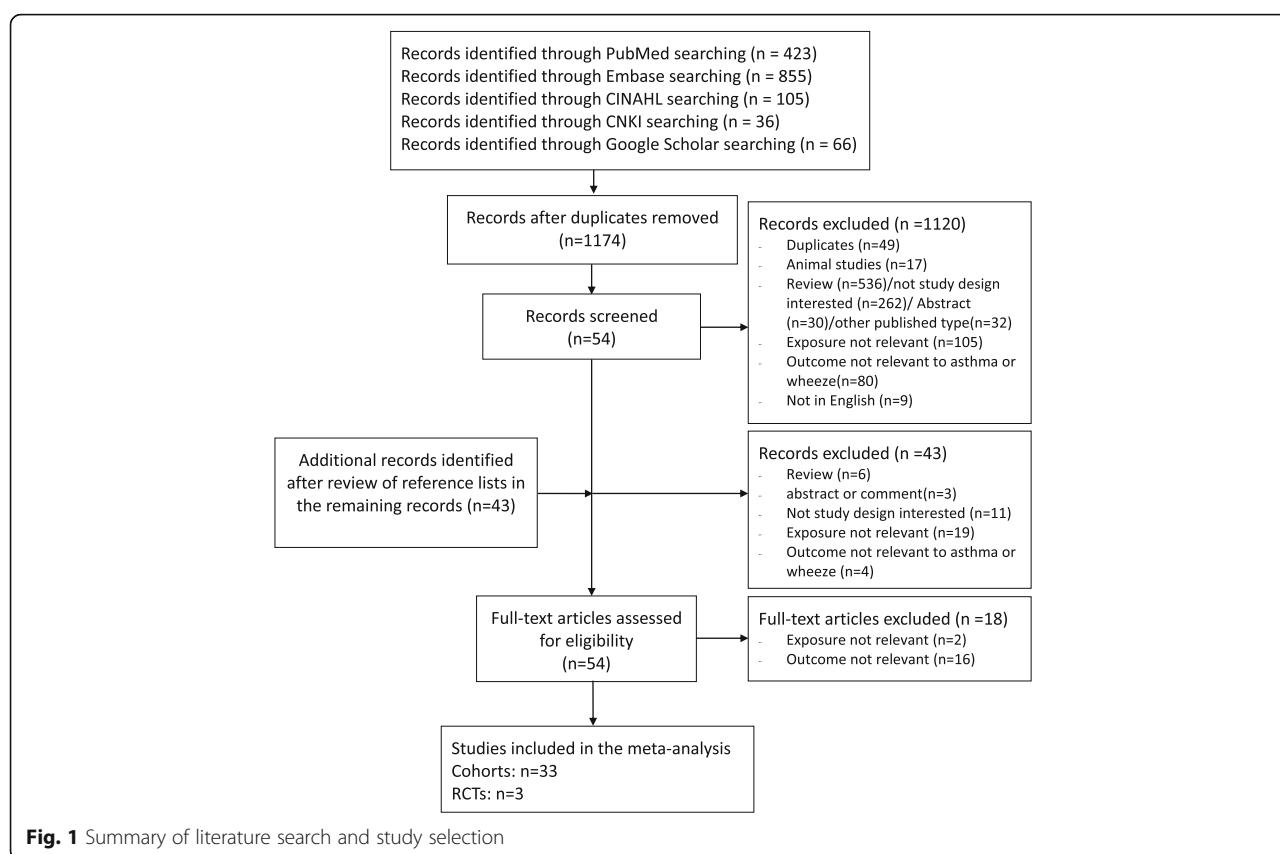 Records identified through PubMed searching (n = 423)
Records identified through Embase searching (n = 855)
Records identified through CINAHL searching (n = 105)
Records identified through CNKI searching (n = 36)
Records identified through Google Scholar searching (n = 66)
Records after duplicates removed
(n=1174)
Records excluded (n =1120)
- Duplicates (n=49)
- Animal studies (n=17)
- Review (n=536)/not study design
interested (n=262)/ Abstract
(n=30)/other published type(n=32)
- Exposure not relevant (n=105)
- Outcome not relevant to asthma or
wheeze(n=80)
- Not in English (n=9)
Records screened
(n=54)
Additional records identified
after review of reference lists in
the remaining records (n=43)
Records excluded (n =43)
- Review (n=6)
- abstract or comment(n=3)
- Not study design interested (n=11)
- Exposure not relevant (n=19)
- Outcome not relevant to asthma or
wheeze (n=4)
Full-text articles assessed
for eligibility
(n=54)
Full-text articles excluded (n =18)
- Exposure not relevant (n=2)
- Outcome not relevant (n=16)
Studies included in the meta-analysis
Cohorts: n=33
RCTs: n=3
Fig. 1 Summary of literature search and study selection